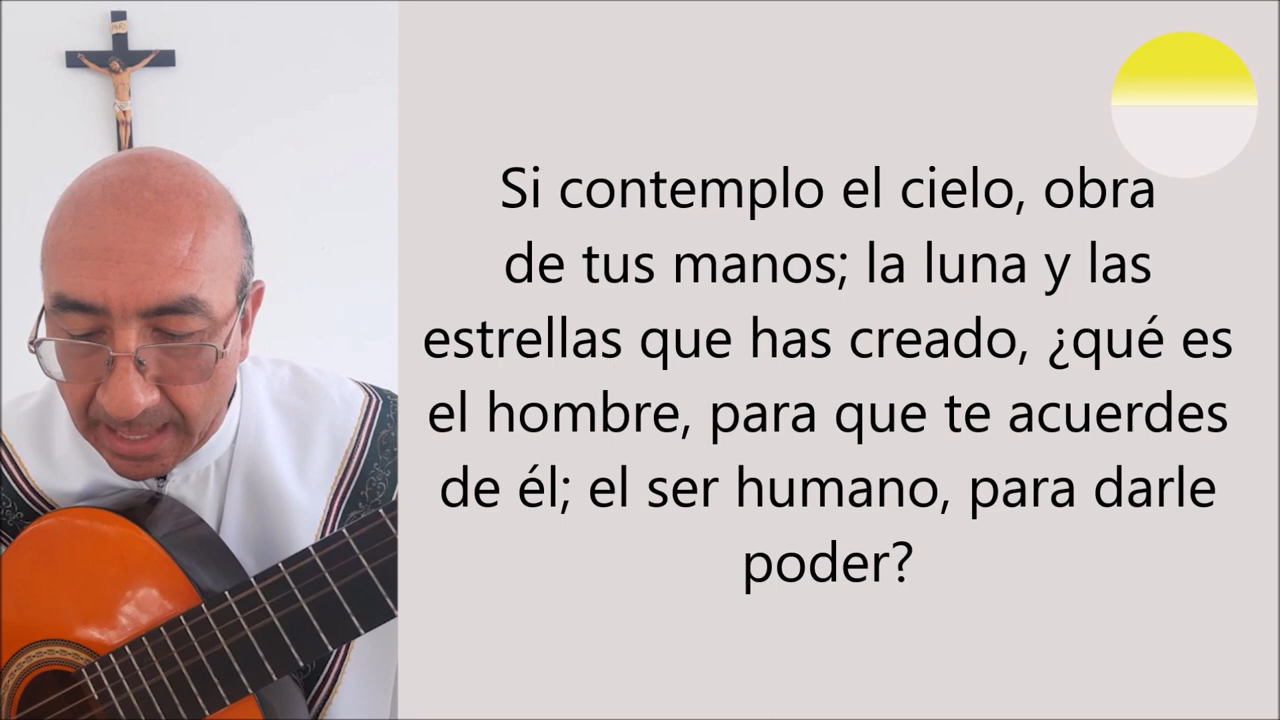 Si contemplo el cielo, obra
de tus manos; la luna y las
estrellas que has creado, ¿qué es
el hombre, para que te acuerdes
de él; el ser humano, para darle
poder?